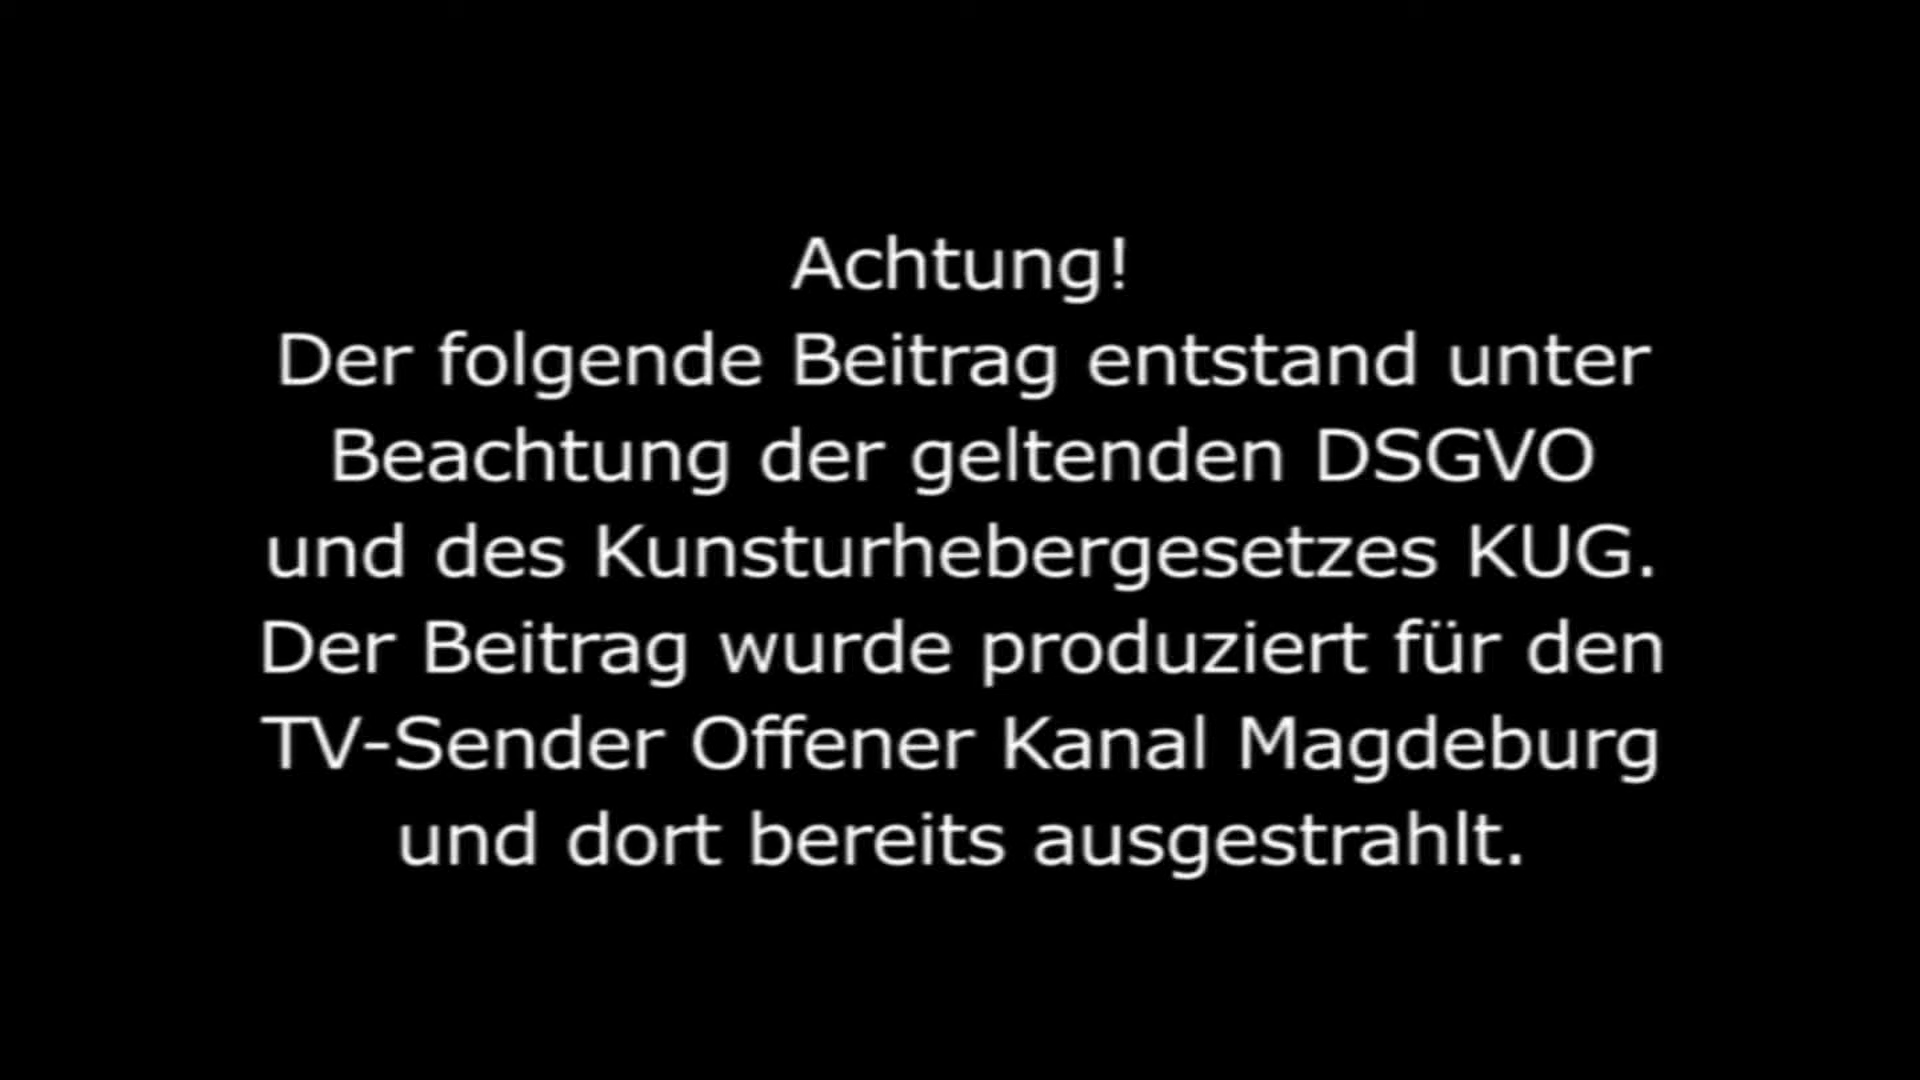 Achtung!
Der folgende Beitrag entstand unter
Beachtung der geltenden DSGVO
und des Kunsturhebergesetzes KUG.
Der Beitrag wurde produziert für den
TV-Sender Offener Kanal Magdeburg
und dort bereits ausgestrahlt.